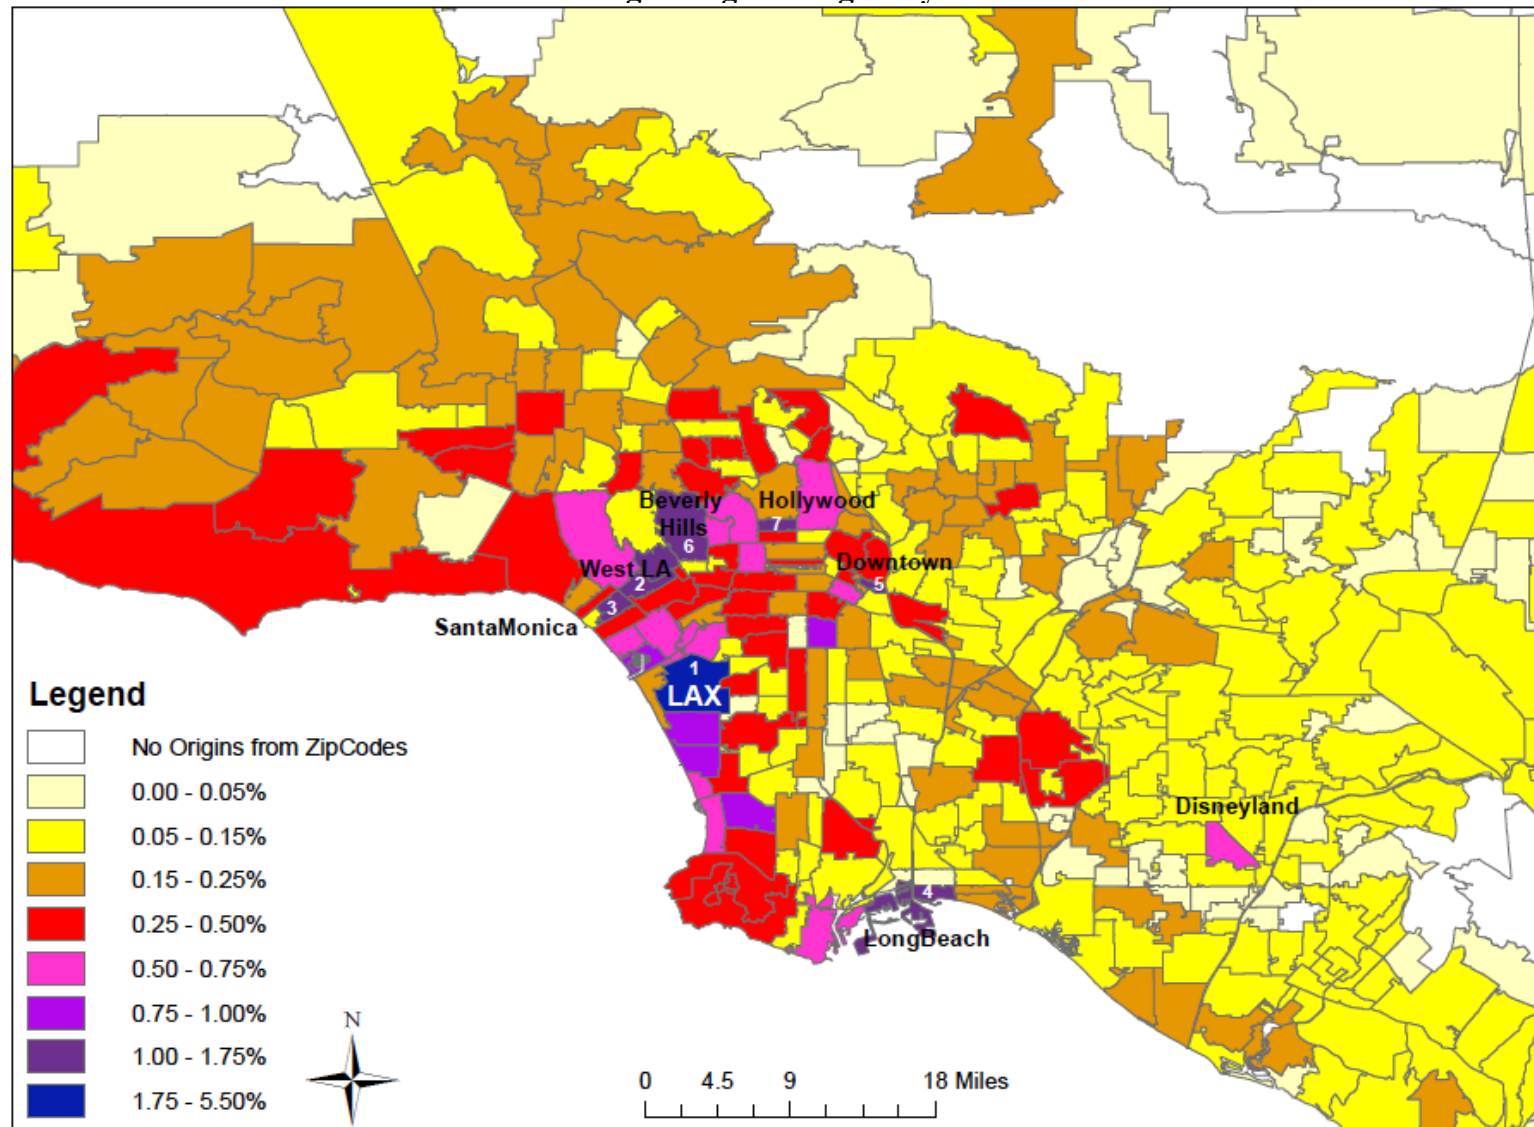 Beverly
Hills
Hollywood
7
6
West LA
2
Downtown
5
3
SantaMonica
1
LAX
Legend
No Origins from ZipCodes
0.00 - 0.05%
0.05 - 0.15%
0.15 - 0.25%
0.25 - 0.50%
0.50 - 0.75%
0.75 - 1.00%
1.00 - 1.75%
1.75 - 5.50%
Disneyland
4
LongBeach
N
0 4.5 9 18 Miles